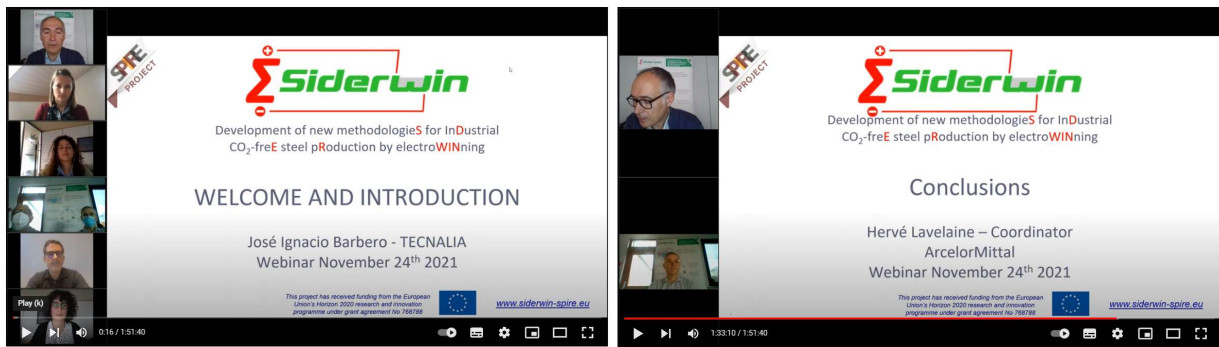 SPIRE
PROJECT
Siderwin
Development of new methodologieS for InDustrial
CO₂-freE steel pRoduction by electroWINning
WELCOME AND INTRODUCTION
José Ignacio Barbero - TECNALIA
Webinar November 24th 2021
This project has received funding from the European
Union's Horizon 2020 research and innovation
programme under grant agreement No 768788
www.siderwin-spire.eu
Play (k)
0:16 / 1:51:40
SPIRE
PROJECT
Siderwin
Development of new methodologieS for InDustrial
CO₂-freE steel pRoduction by electroWINning
Conclusions
Hervé Lavelaine – Coordinator
ArcelorMittal
Webinar November 24th 2021
This project has received funding from the European
Union's Horizon 2020 research and innovation
programme under grant agreement No 768788
www.siderwin-spire.eu
1:33:10 / 1:51:40